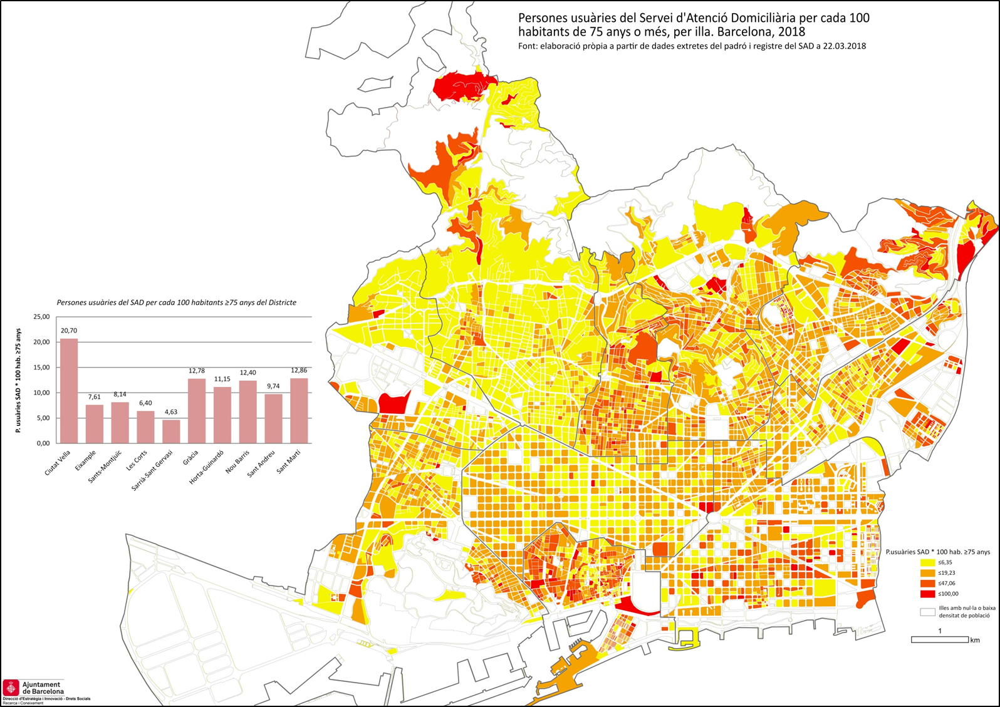 Persones usuàries del Servei d'Atenció Domiciliària per cada 100
habitants de 75 anys o més, per illa. Barcelona, 2018
Font: elaboració pròpia a partir de dades extretes del padró i registre del SAD a 22.03.2018
Persones usuàries del SAD per cada 100 habitants ≥75 anys del Districte
P. usuàries SAD * 100 hab. ≥75 anys
25,00
20,00
15,00
10,00
5,00
0,00
20,70
7,61
8,14
6,40
4,63
12,78
11,15
12,40
9,74
12,86
Ciutat Vella
Eixample
Sants-Montjuïc
Les Corts
Sarrià-Sant Gervasi
Gràcia
Horta-Guinardó
Nou Barris
Sant Andreu
Sant Martí
P.usuàries SAD * 100 hab. ≥75 anys
≤6,35
≤19,23
≤47,06
≤100,00
Illes amb nul·la o baixa
densitat de població
1
km
Ajuntament
de Barcelona
Direcció d'Estratègia i Innovació - Drets Socials
Recerca i Coneixement